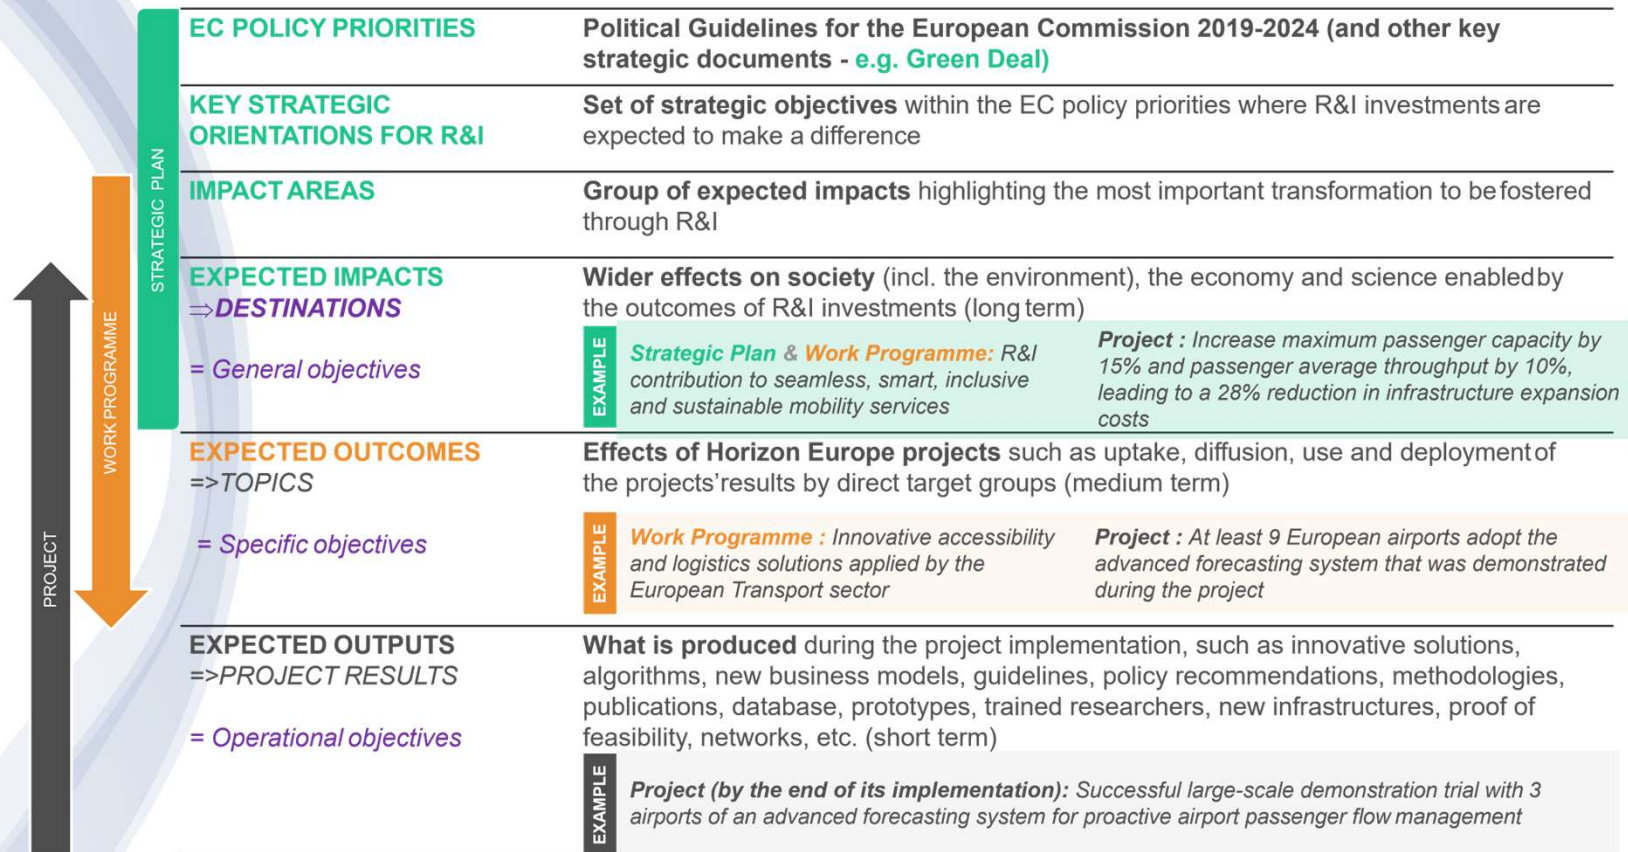 STRATEGIC PLAN
WORK PROGRAMME
PROJECT
EC POLICY PRIORITIES
Political Guidelines for the European Commission 2019-2024 (and other key
strategic documents - e.g. Green Deal)
KEY STRATEGIC
ORIENTATIONS FOR R&I
Set of strategic objectives within the EC policy priorities where R&I investments are
expected to make a difference
IMPACT AREAS
Group of expected impacts highlighting the most important transformation to be fostered
through R&I
EXPECTED IMPACTS
⇒DESTINATIONS
= General objectives
Wider effects on society (incl. the environment), the economy and science enabled by
the outcomes of R&I investments (long term)
EXAMPLE
Strategic Plan & Work Programme: R&I
contribution to seamless, smart, inclusive
and sustainable mobility services
Project : Increase maximum passenger capacity by
15% and passenger average throughput by 10%,
leading to a 28% reduction in infrastructure expansion
costs
EXPECTED OUTCOMES
=>TOPICS
= Specific objectives
Effects of Horizon Europe projects such as uptake, diffusion, use and deployment of
the projects'results by direct target groups (medium term)
EXAMPLE
Work Programme : Innovative accessibility
and logistics solutions applied by the
European Transport sector
Project : At least 9 European airports adopt the
advanced forecasting system that was demonstrated
during the project
EXPECTED OUTPUTS
=>PROJECT RESULTS
= Operational objectives
What is produced during the project implementation, such as innovative solutions,
algorithms, new business models, guidelines, policy recommendations, methodologies,
publications, database, prototypes, trained researchers, new infrastructures, proof of
feasibility, networks, etc. (short term)
EXAMPLE
Project (by the end of its implementation): Successful large-scale demonstration trial with 3
airports of an advanced forecasting system for proactive airport passenger flow management